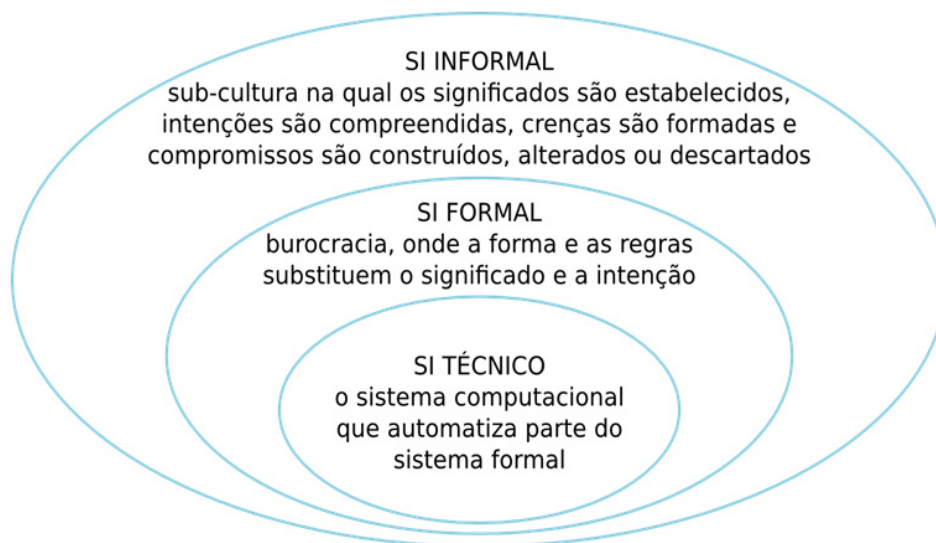 SI INFORMAL
sub-cultura na qual os significados são estabelecidos,
intenções são compreendidas, crenças são formadas e
compromissos são construídos, alterados ou descartados
SI FORMAL
burocracia, onde a forma e as regras
substituem o significado e a intenção
SI TÉCNICO
o sistema computacional
que automatiza parte do
sistema formal